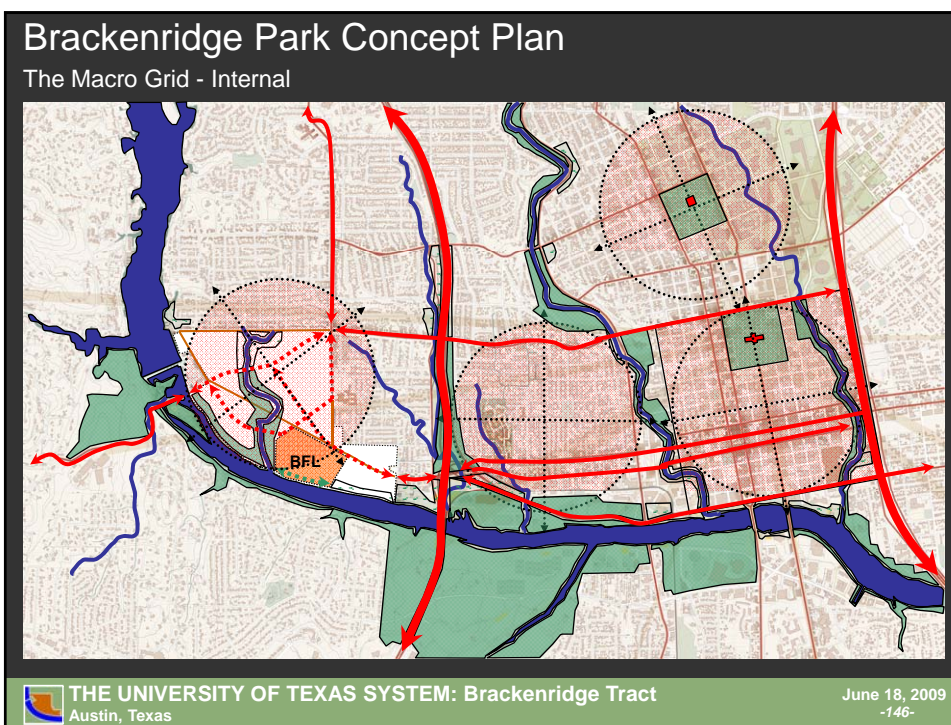 Brackenridge Park Concept Plan
The Macro Grid - Internal
BFL
THE UNIVERSITY OF TEXAS SYSTEM: Brackenridge Tract
Austin, Texas
June 18, 2009
-146-